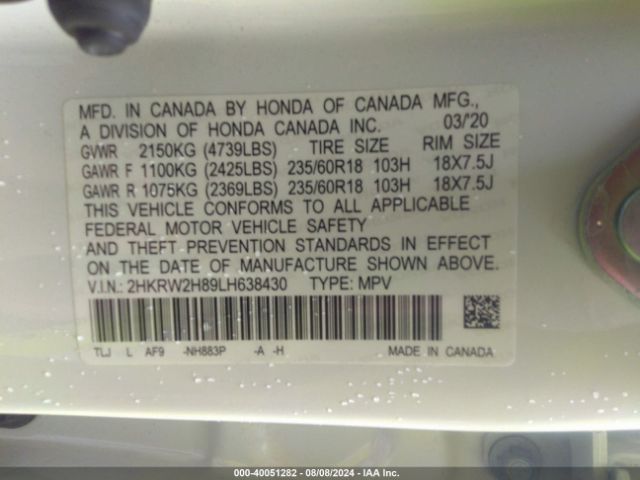 MFD. IN CANADA BY HONDA OF CANADA MFG.,
A DIVISION OF HONDA CANADA INC. 03/'20
GVWR 2150KG (4739LBS) TIRE SIZE RIM SIZE
GAWR F 1100KG (2425LBS) 235/60R18 103H 18X7.5J
GAWR R 1075KG (2369LBS) 235/60R18 103H 18X7.5J
THIS VEHICLE CONFORMS TO ALL APPLICABLE
FEDERAL MOTOR VEHICLE SAFETY
AND THEFT PREVENTION STANDARDS IN EFFECT
ON THE DATE OF MANUFACTURE SHOWN ABOVE.
V.I.N.: 2HKRW2H89LH638430 TYPE: MPV
TLJ L AF9 -NH883P -A -H MADE IN CANADA
000-40051282 - 08/08/2024 - IAA Inc.